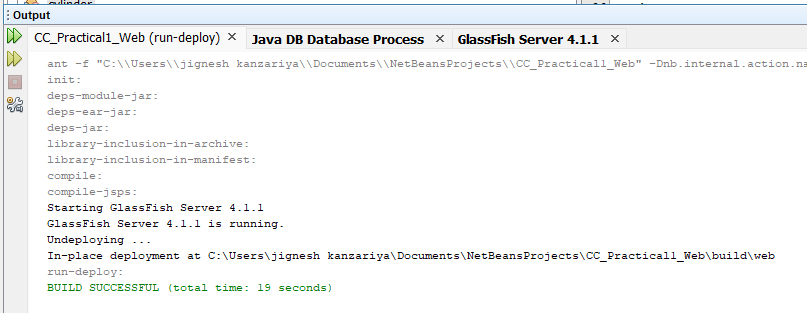 Output
CC_Practical1_Web (run-deploy) Java DB Database Process GlassFish Server 4.1.1
ant -f "C:\\Users\\jignesh kanzariya\\Documents\\NetBeansProjects\\CC_Practical1_Web" -Dnb.internal.action.na
init:
deps-module-jar:
deps-ear-jar:
deps-jar:
library-inclusion-in-archive:
library-inclusion-in-manifest:
compile:
compile-jsps:
Starting GlassFish Server 4.1.1
GlassFish Server 4.1.1 is running.
Undeploying ...
In-place deployment at C:\Users\jignesh kanzariya\Documents\NetBeansProjects\CC_Practical1_Web\build\web
run-deploy:
BUILD SUCCESSFUL (total time: 19 seconds)